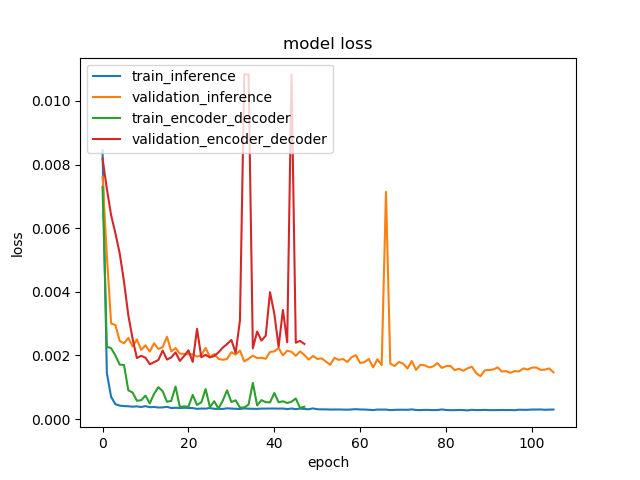 model loss
train_inference
validation_inference
train_encoder_decoder
validation_encoder_decoder
0.010
0.008
0.006
0.004
0.002
0.000
loss
0 20 40 60 80 100
epoch